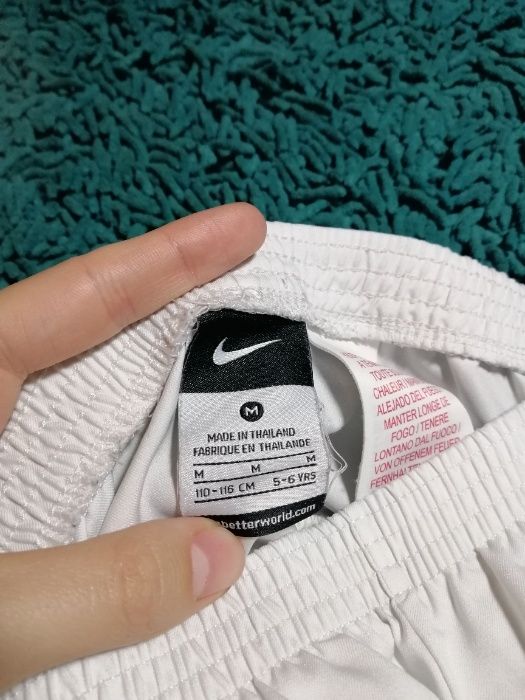 M
MADE IN THAILAND
FABRIQUE EN THAILANDE
M M M
110-116 CM 5-6 YRS
betterworld.com
TOUTE
CHALEUR /
ALEJADO DEL FUEGO
MANTER LONGE DE
FOGO / TENERE
LONTANO DAL FUOCO /
VON OFFENEM FEUER
FERNHALTEN